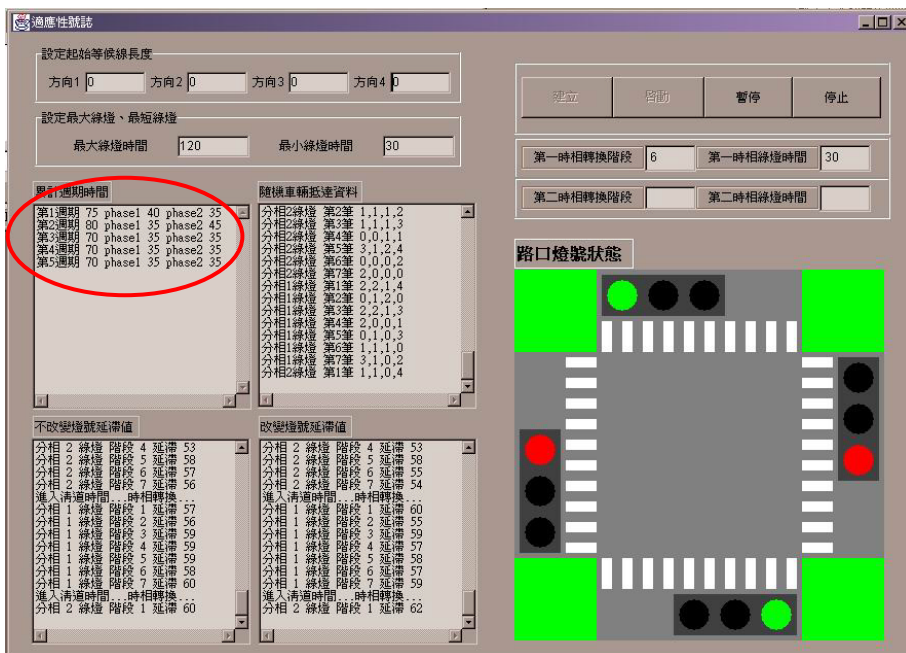 適應性號誌
設定起始等候線長度
方向1 0 方向2 0 方向3 0 方向4 0
設定最大綠燈、最短綠燈
最大綠燈時間 120 最小綠燈時間 30
建立 啟動 暫停 停止
第一時相轉換階段 6 第一時相綠燈時間 30
第二時相轉換階段 第二時相綠燈時間
累計週期時間
第1週期 75 phase1 40 phase2 35
第2週期 80 phase1 35 phase2 45
第3週期 70 phase1 35 phase2 35
第4週期 70 phase1 35 phase2 35
第5週期 70 phase1 35 phase2 35
隨機車輛抵達資料
分相2綠燈 第2筆 1,1,1,2
分相2綠燈 第3筆 1,1,1,3
分相2綠燈 第4筆 0,0,1,1
分相2綠燈 第5筆 3,1,2,4
分相2綠燈 第6筆 0,0,0,2
分相2綠燈 第7筆 2,0,0,0
分相1綠燈 第1筆 2,2,1,4
分相1綠燈 第2筆 0,1,2,0
分相1綠燈 第3筆 2,2,1,3
分相1綠燈 第4筆 2,0,0,1
分相1綠燈 第5筆 0,1,0,3
分相1綠燈 第6筆 1,1,1,0
分相1綠燈 第7筆 3,1,0,2
分相2綠燈 第1筆 1,1,0,4
路口燈號狀態
不改變燈號延滯值
分相 2 綠燈 階段 4 延滯 53
分相 2 綠燈 階段 5 延滯 58
分相 2 綠燈 階段 6 延滯 57
分相 2 綠燈 階段 7 延滯 56
進入清道時間...時相轉換...
分相 1 綠燈 階段 1 延滯 57
分相 1 綠燈 階段 2 延滯 56
分相 1 綠燈 階段 3 延滯 59
分相 1 綠燈 階段 4 延滯 59
分相 1 綠燈 階段 5 延滯 59
分相 1 綠燈 階段 6 延滯 58
分相 1 綠燈 階段 7 延滯 60
進入清道時間...時相轉換...
分相 2 綠燈 階段 1 延滯 60
改變燈號延滯值
分相 2 綠燈 階段 4 延滯 53
分相 2 綠燈 階段 5 延滯 58
分相 2 綠燈 階段 6 延滯 55
分相 2 綠燈 階段 7 延滯 54
進入清道時間...時相轉換...
分相 1 綠燈 階段 1 延滯 60
分相 1 綠燈 階段 2 延滯 55
分相 1 綠燈 階段 3 延滯 59
分相 1 綠燈 階段 4 延滯 57
分相 1 綠燈 階段 5 延滯 58
分相 1 綠燈 階段 6 延滯 57
分相 1 綠燈 階段 7 延滯 59
進入清道時間...時相轉換...
分相 2 綠燈 階段 1 延滯 62